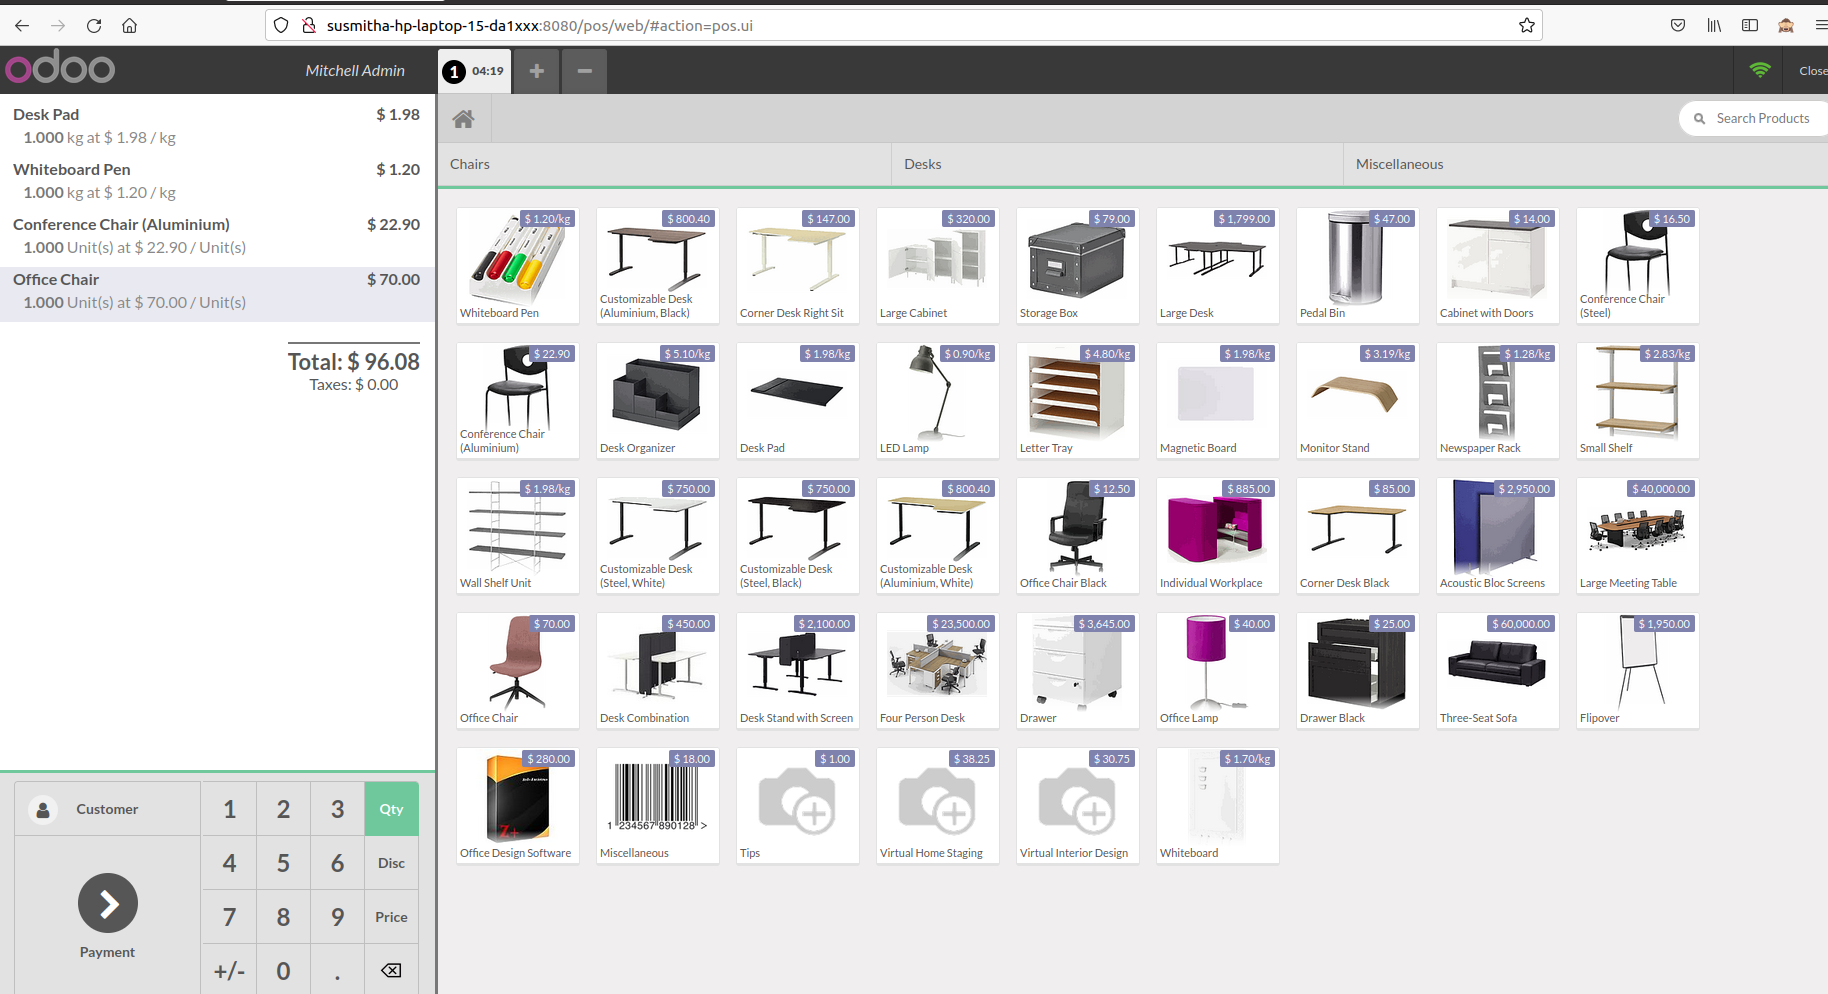 susmitha-hp-laptop-15-da1xxx:8080/pos/web/#action=pos.ui
odoo
Mitchell Admin
1 04:19
+
−
Close
Desk Pad $ 1.98
1.000 kg at $ 1.98 / kg
Whiteboard Pen $ 1.20
1.000 kg at $ 1.20 / kg
Conference Chair (Aluminium) $ 22.90
1.000 Unit(s) at $ 22.90 / Unit(s)
Office Chair $ 70.00
1.000 Unit(s) at $ 70.00 / Unit(s)
Total: $ 96.08
Taxes: $ 0.00
Customer
Payment
1 2 3 Qty
4 5 6 Disc
7 8 9 Price
+/- 0 .
Search Products
Chairs Desks Miscellaneous
$ 1.20/kg
Whiteboard Pen
$ 800.40
Customizable Desk
(Aluminium, Black)
$ 147.00
Corner Desk Right Sit
$ 320.00
Large Cabinet
$ 79.00
Storage Box
$ 1,799.00
Large Desk
$ 47.00
Pedal Bin
$ 14.00
Cabinet with Doors
$ 16.50
Conference Chair
(Steel)
$ 22.90
Conference Chair
(Aluminium)
$ 5.10/kg
Desk Organizer
$ 1.98/kg
Desk Pad
$ 0.90/kg
LED Lamp
$ 4.80/kg
Letter Tray
$ 1.98/kg
Magnetic Board
$ 3.19/kg
Monitor Stand
$ 1.28/kg
Newspaper Rack
$ 2.83/kg
Small Shelf
$ 1.98/kg
Wall Shelf Unit
$ 750.00
Customizable Desk
(Steel, White)
$ 750.00
Customizable Desk
(Steel, Black)
$ 800.40
Customizable Desk
(Aluminium, White)
$ 12.50
Office Chair Black
$ 885.00
Individual Workplace
$ 85.00
Corner Desk Black
$ 2,950.00
Acoustic Bloc Screens
$ 40,000.00
Large Meeting Table
$ 70.00
Office Chair
$ 450.00
Desk Combination
$ 2,100.00
Desk Stand with Screen
$ 23,500.00
Four Person Desk
$ 3,645.00
Drawer
$ 40.00
Office Lamp
$ 25.00
Drawer Black
$ 60,000.00
Three-Seat Sofa
$ 1,950.00
Flipover
$ 280.00
Z+
Office Design Software
$ 18.00
1 234567 890128 >
Miscellaneous
$ 1.00
Tips
$ 38.25
Virtual Home Staging
$ 30.75
Virtual Interior Design
$ 1.70/kg
Whiteboard